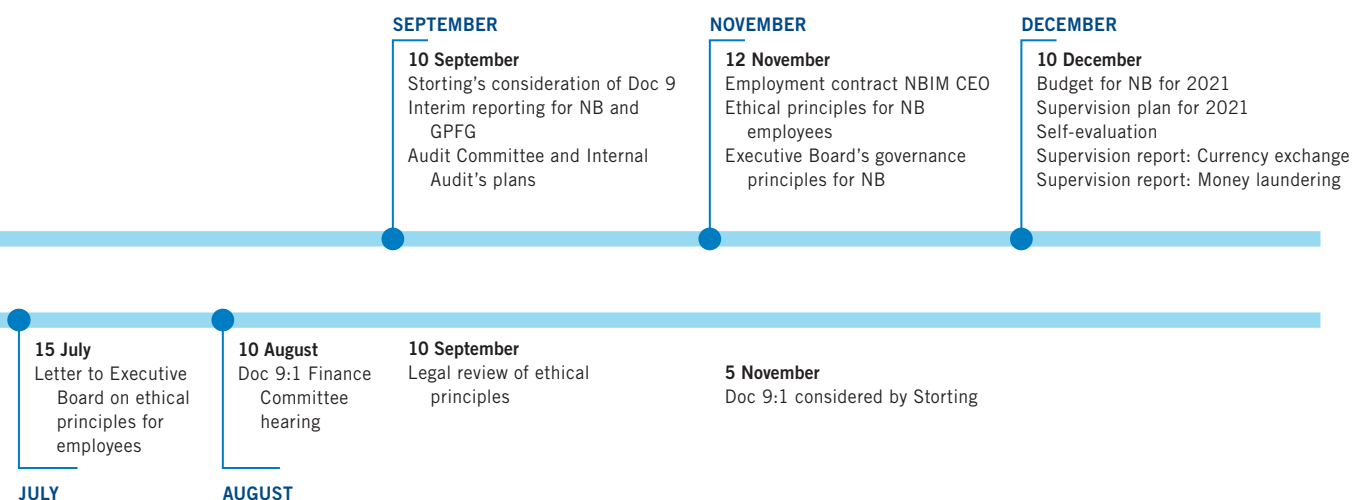 SEPTEMBER
10 September
Storting's consideration of Doc 9
Interim reporting for NB and
GPFG
Audit Committee and Internal
Audit's plans
NOVEMBER
12 November
Employment contract NBIM CEO
Ethical principles for NB
employees
Executive Board's governance
principles for NB
DECEMBER
10 December
Budget for NB for 2021
Supervision plan for 2021
Self-evaluation
Supervision report: Currency exchange
Supervision report: Money laundering
15 July
Letter to Executive
Board on ethical
principles for
employees
JULY
10 August
Doc 9:1 Finance
Committee
hearing
AUGUST
10 September
Legal review of ethical
principles
5 November
Doc 9:1 considered by Storting